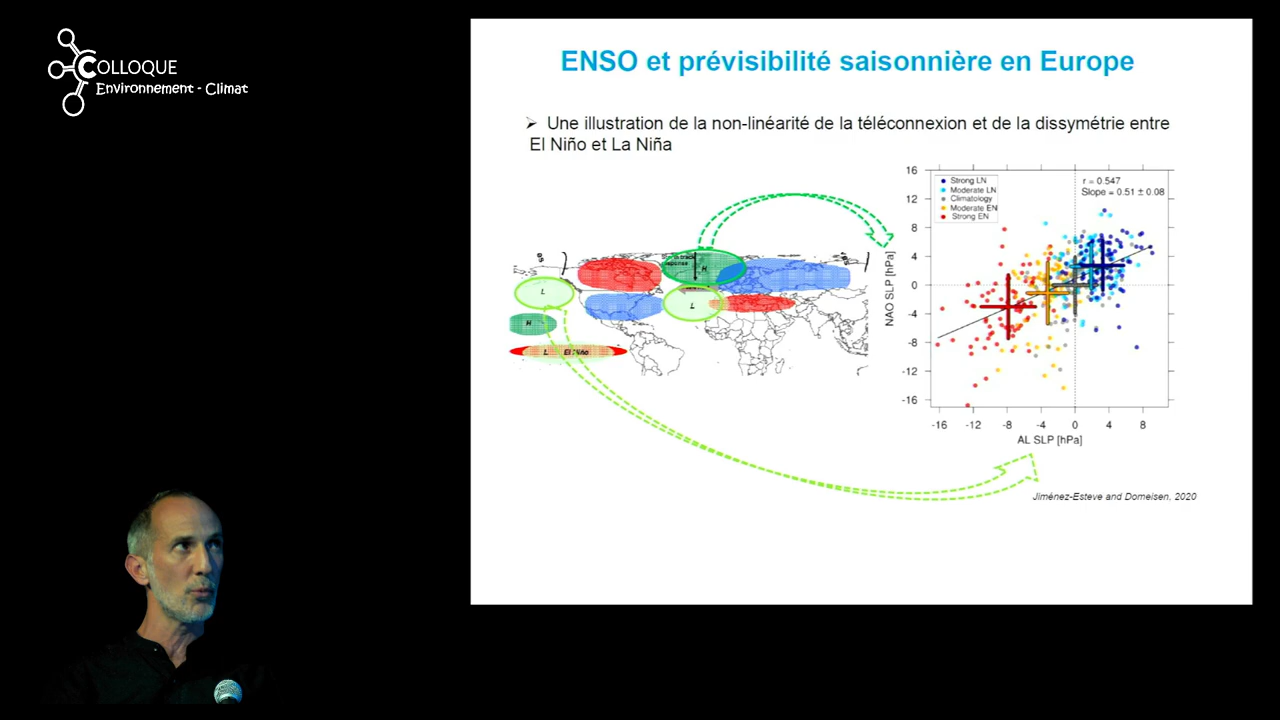 COLLOQUE
Environnement - Climat
ENSO et prévisibilité saisonnière en Europe
➢ Une illustration de la non-linéarité de la téléconnexion et de la dissymétrie entre
El Niño et La Niña
H
L
L
H
L El Niño
16
12
8
4
0
-4
-8
-12
-16
NAO SLP [hPa]
Strong LN
Moderate LN
Climatology
Moderate EN
Strong EN
r = 0.547
Slope = 0.51 ± 0.08
-16 -12 -8 -4 0 4 8
AL SLP [hPa]
Jiménez-Esteve and Domeisen, 2020